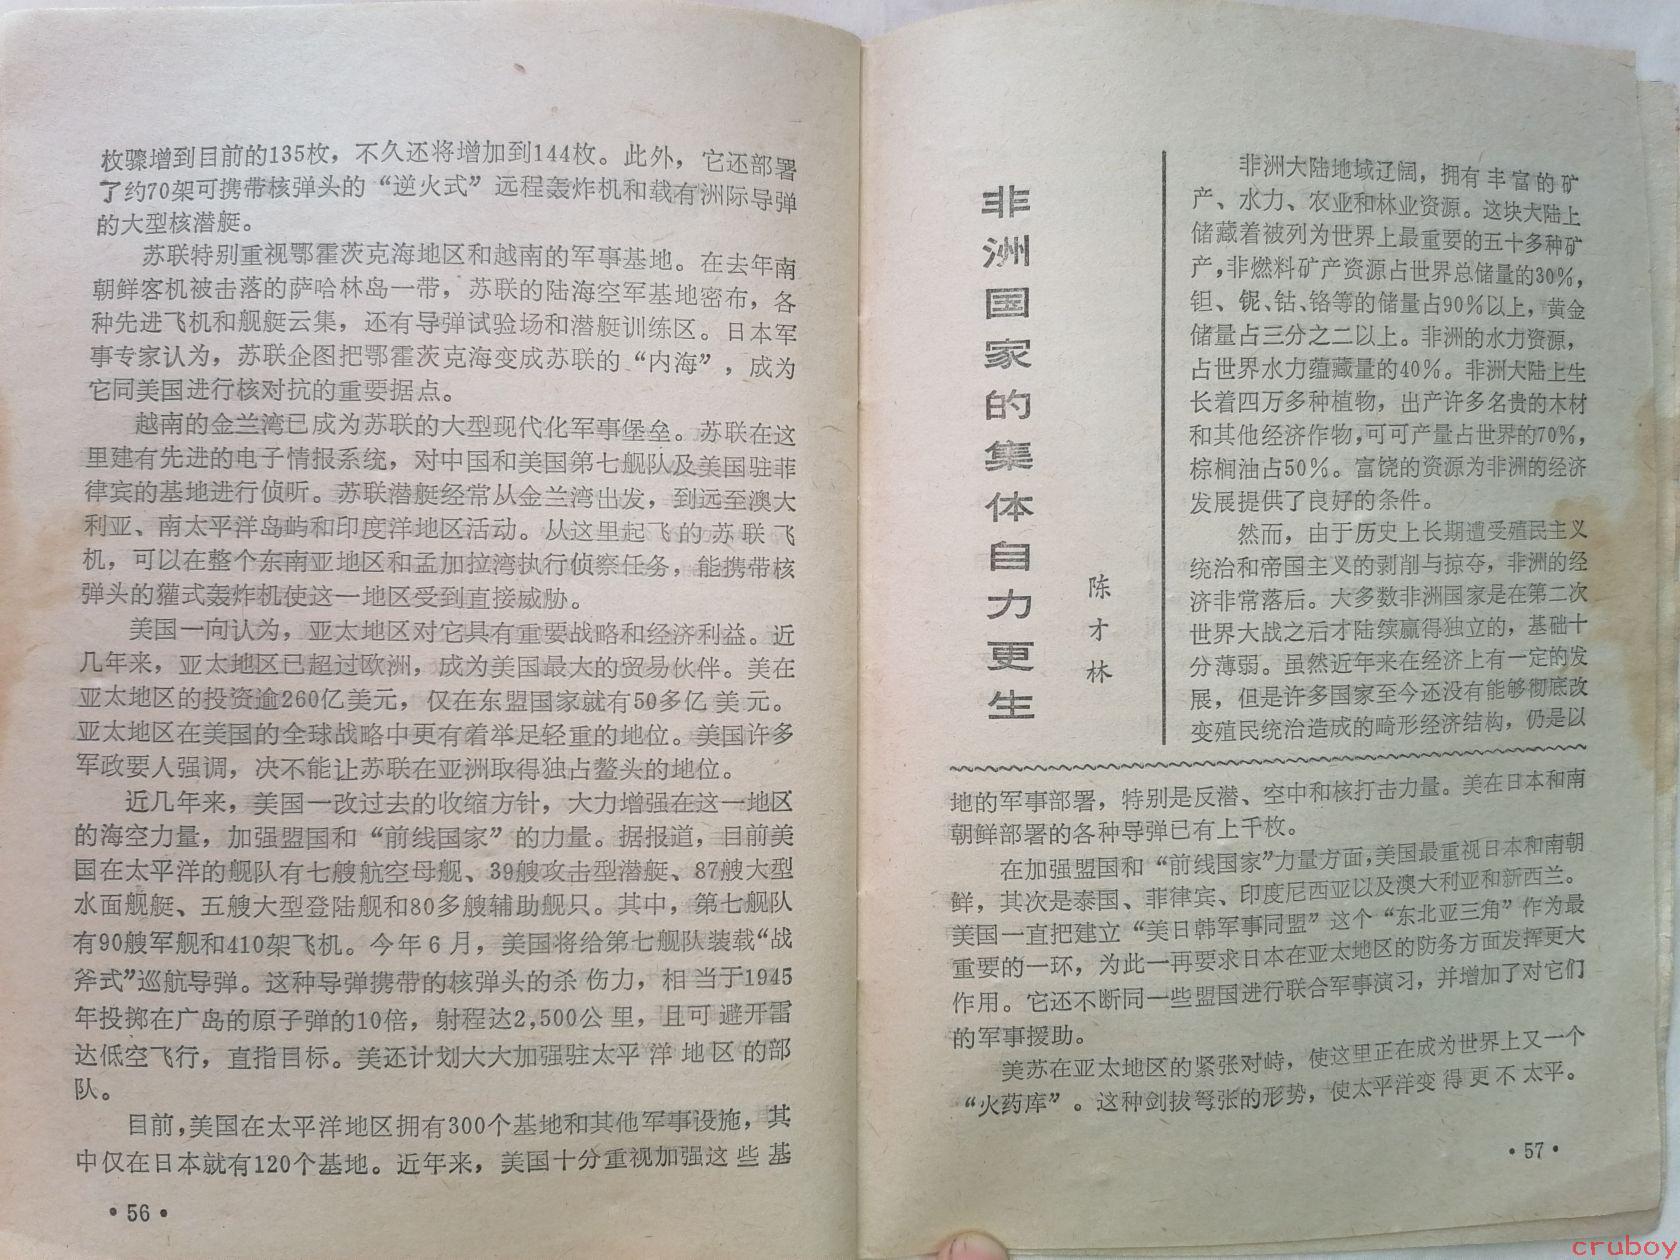 枚骤增到目前的135枚，不久还将增加到144枚。此外，它还部署
了约70架可携带核弹头的“逆火式”远程轰炸机和载有洲际导弹
的大型核潜艇。
苏联特别重视鄂霍茨克海地区和越南的军事基地。在去年南
朝鲜客机被击落的萨哈林岛一带，苏联的陆海空军基地密布，各
种先进飞机和舰艇云集，还有导弹试验场和潜艇训练区。日本军
事专家认为，苏联企图把鄂霍茨克海变成苏联的“内海”，成为
它同美国进行核对抗的重要据点。
越南的金兰湾已成为苏联的大型现代化军事堡垒。苏联在这
里建有先进的电子情报系统，对中国和美国第七舰队及美国驻菲
律宾的基地进行侦听。苏联潜艇经常从金兰湾出发，到远至澳大
利亚、南太平洋岛屿和印度洋地区活动。从这里起飞的苏联飞
机，可以在整个东南亚地区和孟加拉湾执行侦察任务，能携带核
弹头的獾式轰炸机使这一地区受到直接威胁。
美国一向认为，亚太地区对它具有重要战略和经济利益。近
几年来，亚太地区已超过欧洲，成为美国最大的贸易伙伴。美在
亚太地区的投资逾260亿美元，仅在东盟国家就有50多亿美元。
亚太地区在美国的全球战略中更有着举足轻重的地位。美国许多
军政要人强调，决不能让苏联在亚洲取得独占鳌头的地位。
近几年来，美国一改过去的收缩方针，大力增强在这一地区
的海空力量，加强盟国和“前线国家”的力量。据报道，目前美
国在太平洋的舰队有七艘航空母舰、39艘攻击型潜艇、87艘大型
水面舰艇、五艘大型登陆舰和80多艘辅助舰只。其中，第七舰队
有90艘军舰和410架飞机。今年6月，美国将给第七舰队装载“战
斧式”巡航导弹。这种导弹携带的核弹头的杀伤力，相当于1945
年投掷在广岛的原子弹的10倍，射程达2,500公里，且可避开雷
达低空飞行，直指目标。美还计划大大加强驻太平洋地区的部
队。
目前，美国在太平洋地区拥有300个基地和其他军事设施，其
中仅在日本就有120个基地。近年来，美国十分重视加强这些基
·56·
非洲国家的集体自力更生
陈才林
非洲大陆地域辽阔，拥有丰富的矿
产、水力、农业和林业资源。这块大陆上
储藏着被列为世界上最重要的五十多种矿
产，非燃料矿产资源占世界总储量的30%，
钽、铌、钴、铬等的储量占90%以上，黄金
储量占三分之二以上。非洲的水力资源，
占世界水力蕴藏量的40%。非洲大陆上生
长着四万多种植物，出产许多名贵的木材
和其他经济作物，可可产量占世界的70%，
棕榈油占50%。富饶的资源为非洲的经济
发展提供了良好的条件。
然而，由于历史上长期遭受殖民主义
统治和帝国主义的剥削与掠夺，非洲的经
济非常落后。大多数非洲国家是在第二次
世界大战之后才陆续赢得独立的，基础十
分薄弱。虽然近年来在经济上有一定的发
展，但是许多国家至今还没有能够彻底改
变殖民统治造成的畸形经济结构，仍是以
地的军事部署，特别是反潜、空中和核打击力量。美在日本和南
朝鲜部署的各种导弹已有上千枚。
在加强盟国和“前线国家”力量方面，美国最重视日本和南朝
鲜，其次是泰国、菲律宾、印度尼西亚以及澳大利亚和新西兰。
美国一直把建立“美日韩军事同盟”这个“东北亚三角”作为最
重要的一环，为此一再要求日本在亚太地区的防务方面发挥更大
作用。它还不断同一些盟国进行联合军事演习，并增加了对它们
的军事援助。
美苏在亚太地区的紧张对峙，使这里正在成为世界上又一个
“火药库”。这种剑拔弩张的形势，使太平洋变得更不太平。
·57·
cruboy